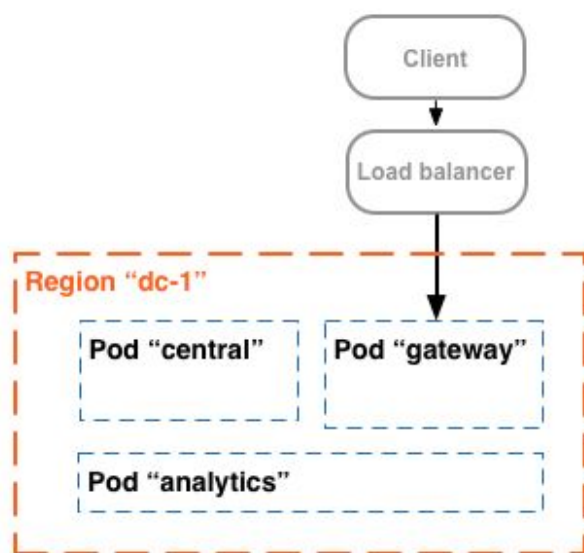 Client
Load balancer
Region “dc-1”
Pod “central”
Pod “gateway”
Pod “analytics”